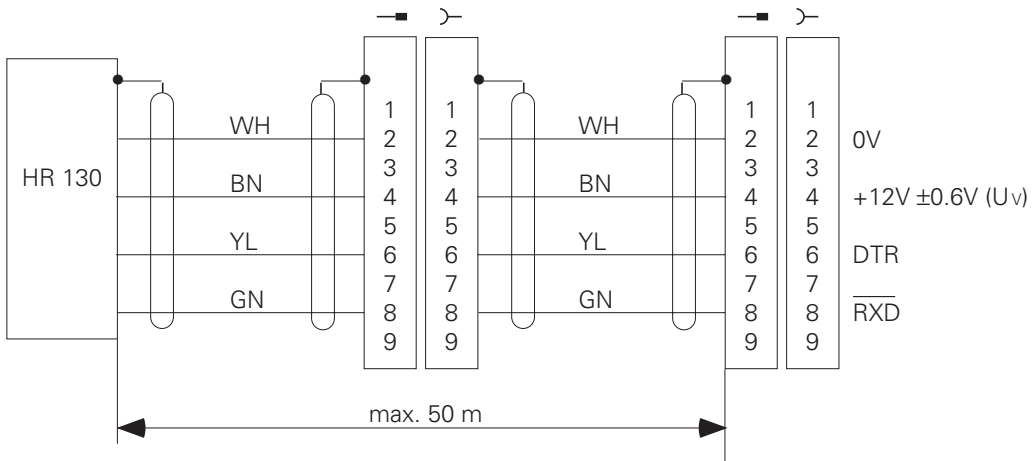 1 1 1 1
WH WH
2 2 2 2 0V
3 3 3 3
HR 130
BN BN
4 4 4 4 +12V ±0.6V (UV)
5 5 5 5
YL YL
6 6 6 6 DTR
7 7 7 7
GN GN
8 8 8 8 RXD
9 9 9 9
max. 50 m